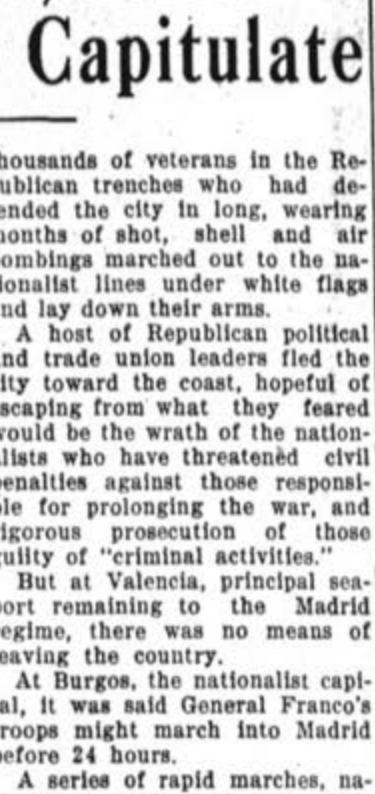 Capitulate
housands of veterans in the Re-
ublican trenches who had de-
ended the city in long, wearing
onths of shot, shell and air
ombings marched out to the na-
ionalist lines under white flags
nd lay down their arms.
A host of Republican political
nd trade union leaders fled the
ity toward the coast, hopeful of
scaping from what they feared
would be the wrath of the nation-
lists who have threatened civil
enalties against those responsi-
ble for prolonging the war, and
igorous prosecution of those
uilty of "criminal activities."
But at Valencia, principal sea-
ort remaining to the Madrid
egime, there was no means of
eaving the country.
At Burgos, the nationalist capi-
al, it was said General Franco's
roops might march into Madrid
efore 24 hours.
A series of rapid marches, na-